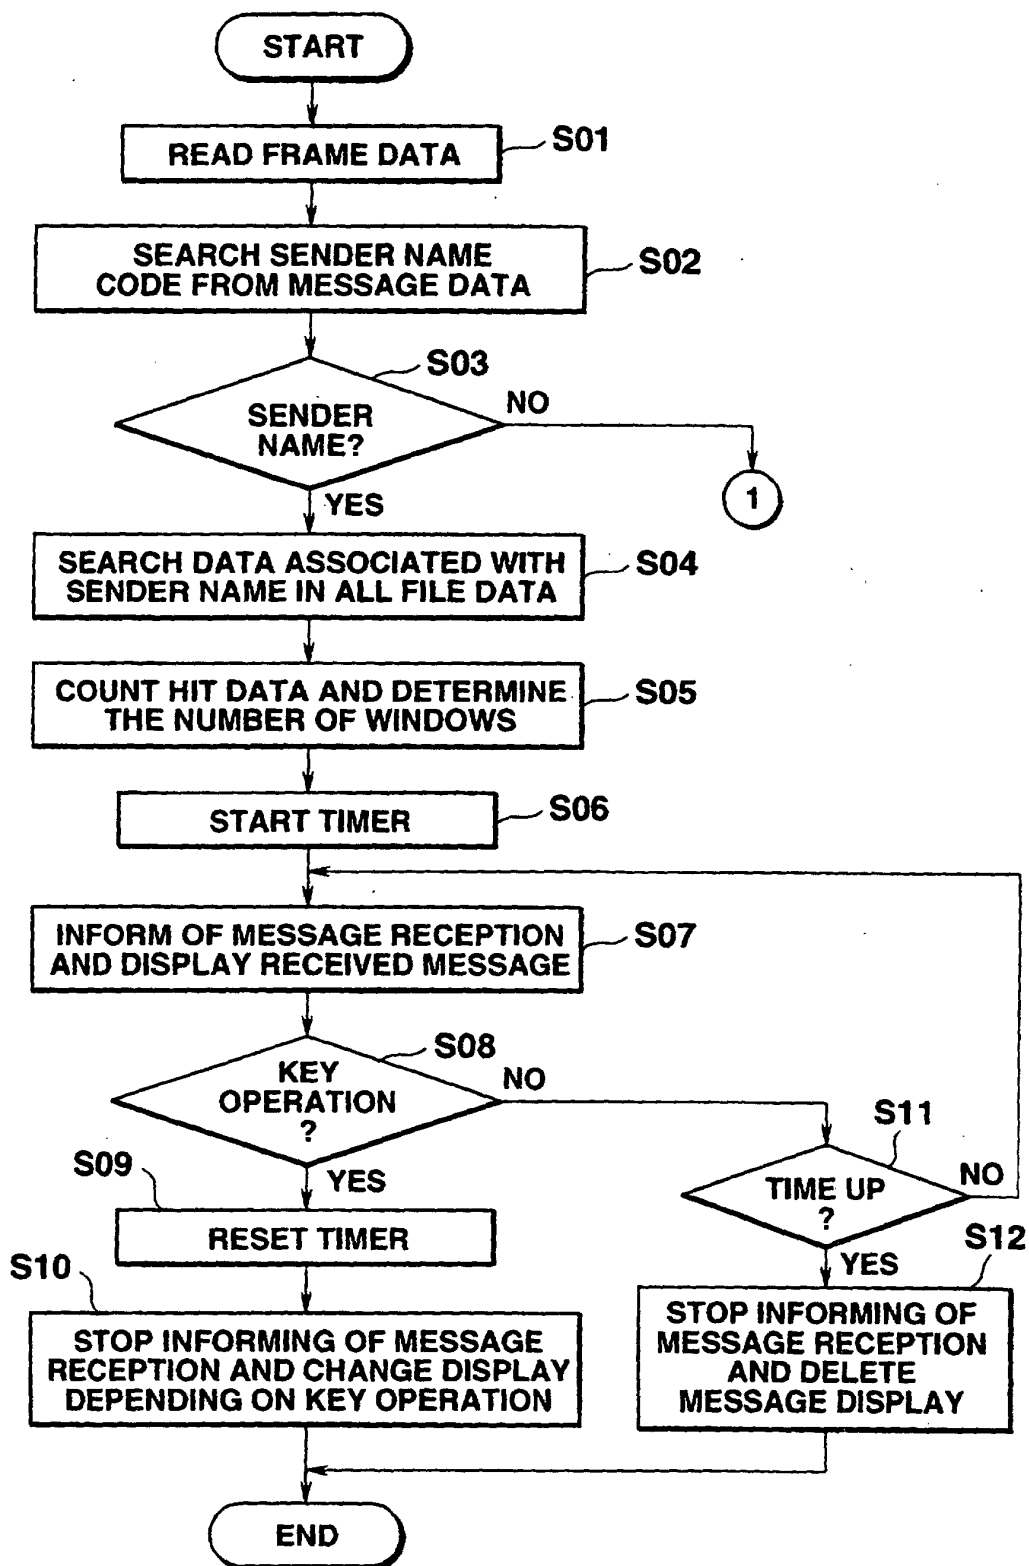 START
READ FRAME DATA
S01
SEARCH SENDER NAME
CODE FROM MESSAGE DATA
S02
S03
SENDER
NAME?
NO
1
YES
SEARCH DATA ASSOCIATED WITH
SENDER NAME IN ALL FILE DATA
S04
COUNT HIT DATA AND DETERMINE
THE NUMBER OF WINDOWS
S05
START TIMER
S06
INFORM OF MESSAGE RECEPTION
AND DISPLAY RECEIVED MESSAGE
S07
S08
KEY
OPERATION
?
NO
YES
S09
RESET TIMER
S10
STOP INFORMING OF MESSAGE
RECEPTION AND CHANGE DISPLAY
DEPENDING ON KEY OPERATION
S11
TIME UP
?
NO
YES
S12
STOP INFORMING OF
MESSAGE RECEPTION
AND DELETE
MESSAGE DISPLAY
END